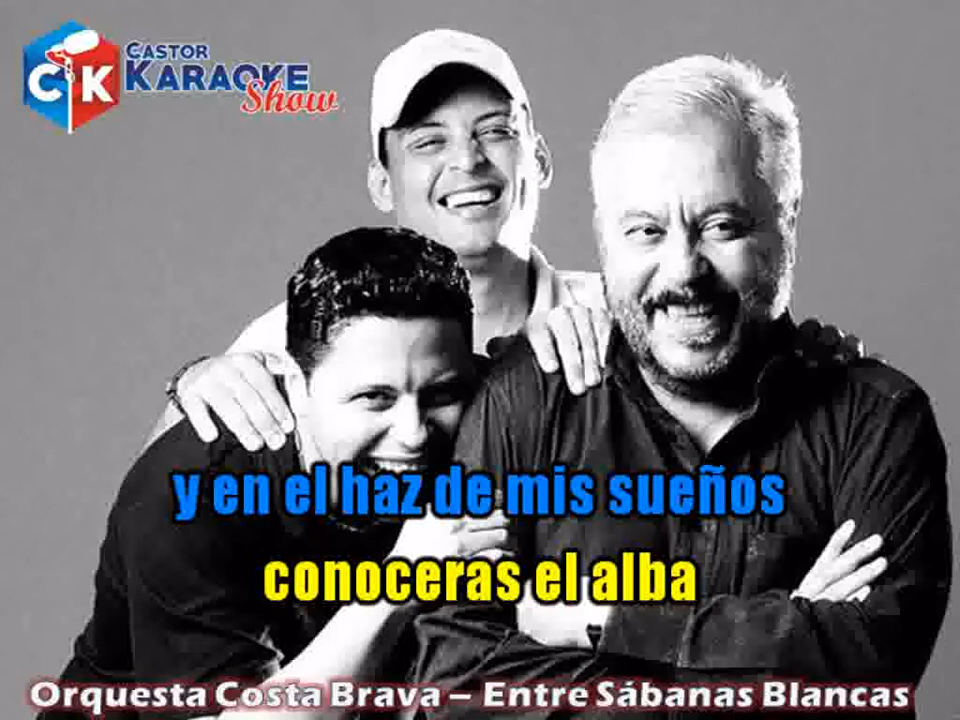 CK
CASTOR
KARAOKE
Show
y en el haz de mis sueños
conoceras el alba
Orquesta Costa Brava – Entre Sábanas Blancas